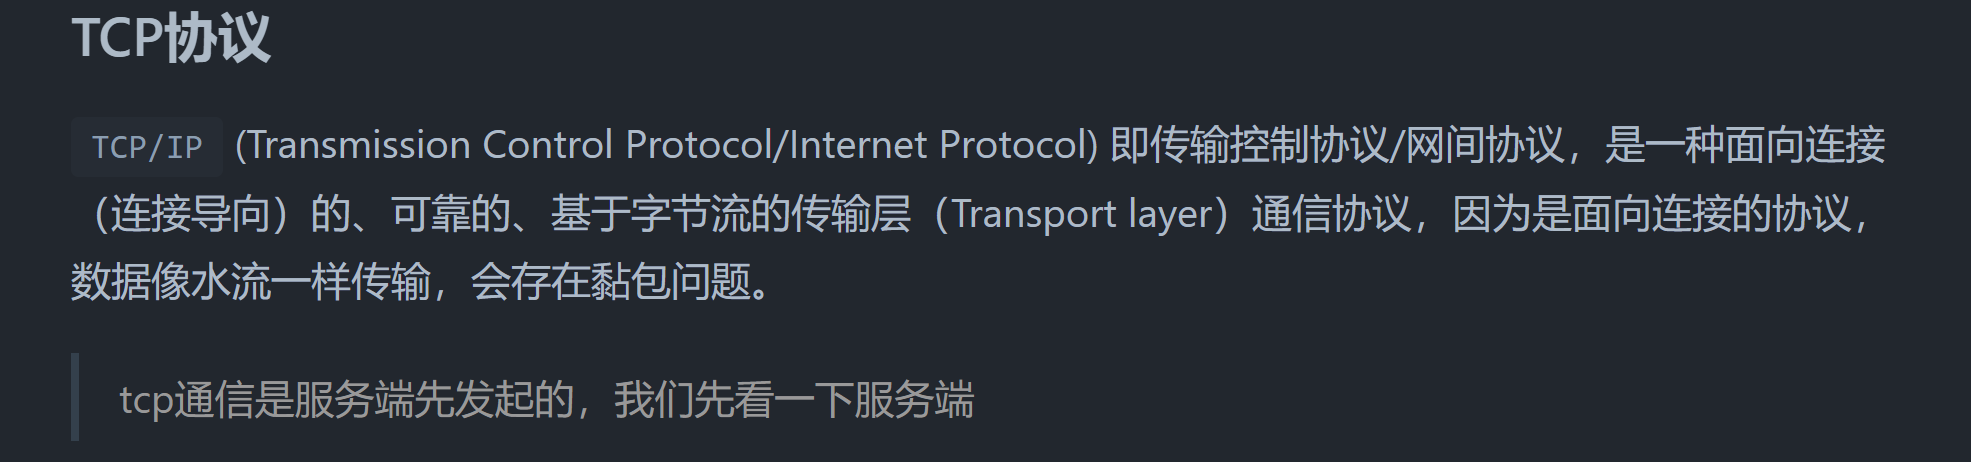 TCP协议
TCP/IP (Transmission Control Protocol/Internet Protocol) 即传输控制协议/网间协议，是一种面向连接
（连接导向）的、可靠的、基于字节流的传输层（Transport layer）通信协议，因为是面向连接的协议，
数据像水流一样传输，会存在黏包问题。
tcp通信是服务端先发起的，我们先看一下服务端